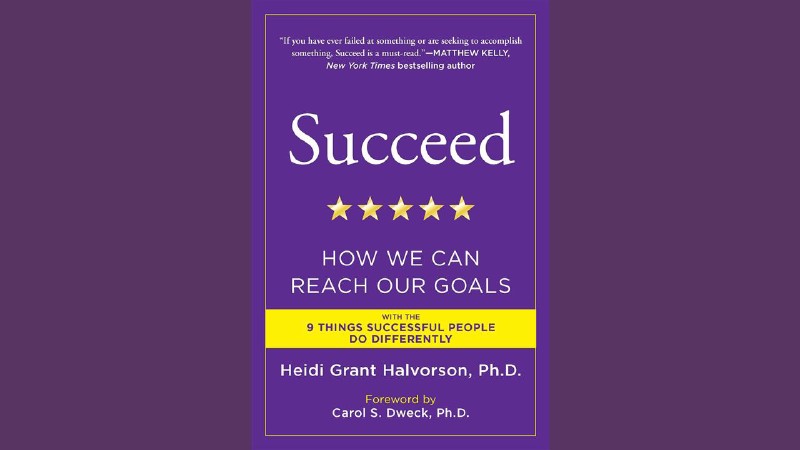 “If you have ever failed at something or are seeking to accomplish
something, Succeed is a must-read.”—MATTHEW KELLY,
New York Times bestselling author
Succeed
HOW WE CAN
REACH OUR GOALS
WITH THE
9 THINGS SUCCESSFUL PEOPLE
DO DIFFERENTLY
Heidi Grant Halvorson, Ph.D.
Foreword by
Carol S. Dweck, Ph.D.